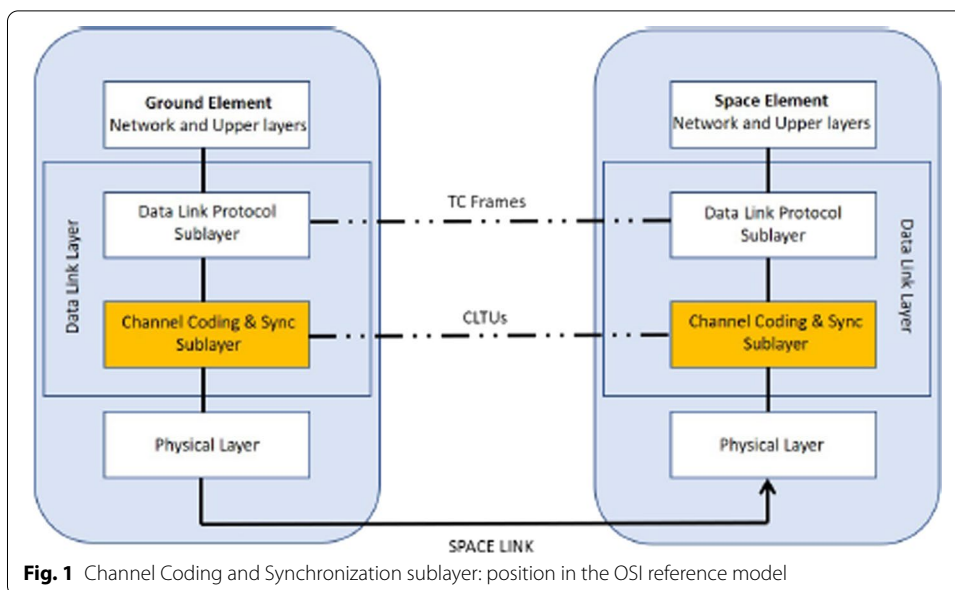 Ground Element
Network and Upper layers
Space Element
Network and Upper layers
Data Link Layer
Data Link Protocol
Sublayer
TC Frames
Data Link Protocol
Sublayer
Data Link Layer
Channel Coding & Sync
Sublayer
CLTUs
Channel Coding & Sync
Sublayer
Physical Layer
Physical Layer
SPACE LINK
Fig. 1 Channel Coding and Synchronization sublayer: position in the OSI reference model